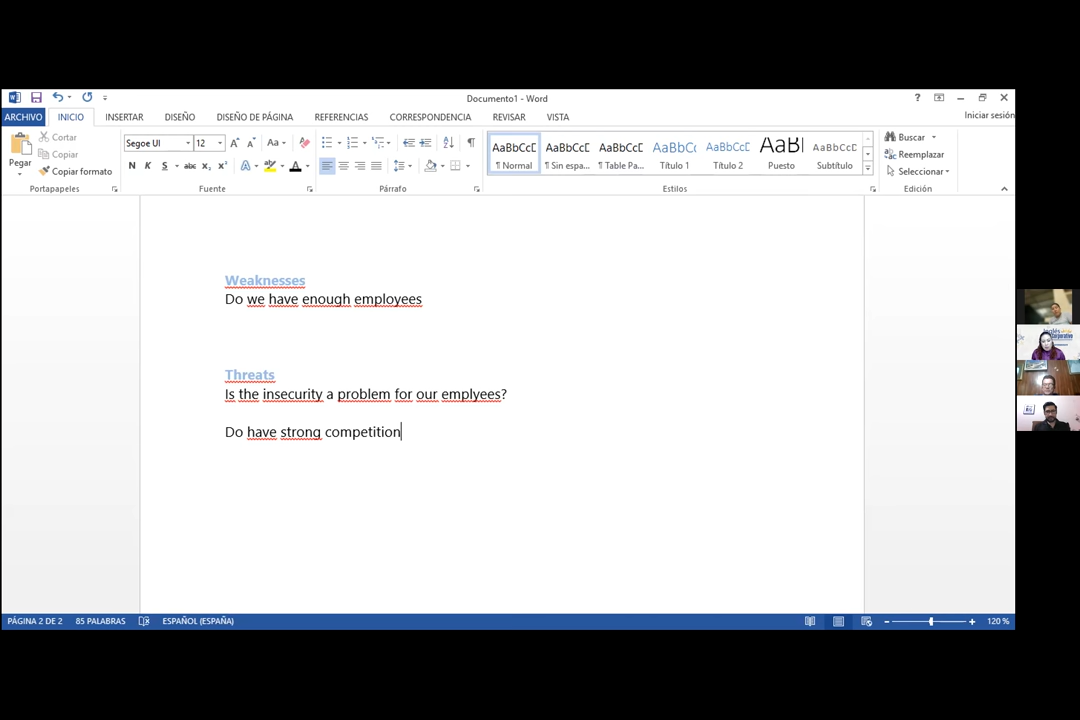 Documento1 - Word
?
ARCHIVO INICIO INSERTAR DISEÑO DISEÑO DE PÁGINA REFERENCIAS CORRESPONDENCIA REVISAR VISTA Iniciar sesión
Pegar
Cortar
Copiar
Copiar formato
Portapapeles
Segoe UI 12
Aa
N K S abc x₂ x² A A
Fuente
Párrafo
AaBbCcD AaBbCcD AaBbCcD AaBbCc AaBbCcD AaBl AaBbCcD
¶ Normal ¶ Sin espa... ¶ Table Pa... Título 1 Título 2 Puesto Subtítulo
Estilos
Buscar
Reemplazar
Seleccionar
Edición
Weaknesses
Do we have enough employees
Threats
Is the insecurity a problem for our emplyees?
Do have strong competition
PÁGINA 2 DE 2 85 PALABRAS ESPAÑOL (ESPAÑA) 120 %